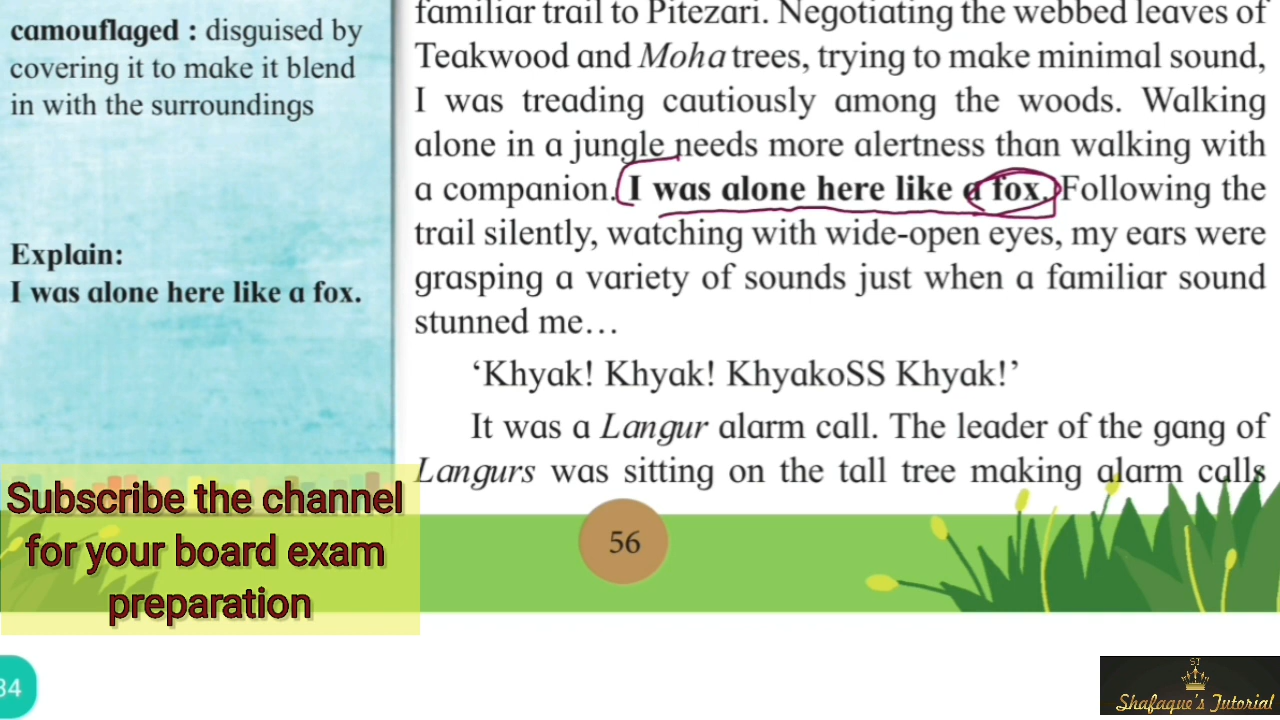 camouflaged : disguised by
covering it to make it blend
in with the surroundings
Explain:
I was alone here like a fox.
familiar trail to Pitezari. Negotiating the webbed leaves of
Teakwood and Moha trees, trying to make minimal sound,
I was treading cautiously among the woods. Walking
alone in a jungle needs more alertness than walking with
a companion. I was alone here like a fox. Following the
trail silently, watching with wide-open eyes, my ears were
grasping a variety of sounds just when a familiar sound
stunned me…
‘Khyak! Khyak! KhyakoSS Khyak!’
It was a Langur alarm call. The leader of the gang of
Langurs was sitting on the tall tree making alarm calls
Subscribe the channel
for your board exam
preparation
56
84
ST
Shafaque's Tutorial